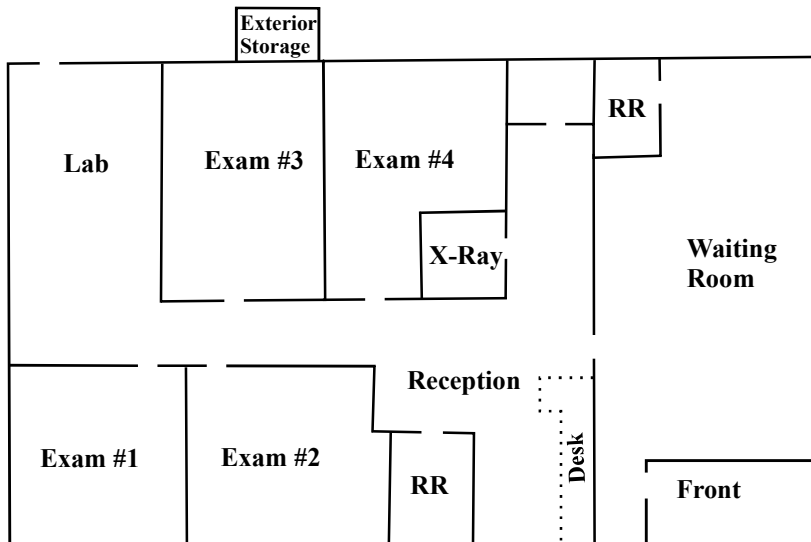 Exterior
Storage
RR
Lab
Exam #3
Exam #4
X-Ray
Waiting
Room
Reception
Desk
Exam #1
Exam #2
RR
Front